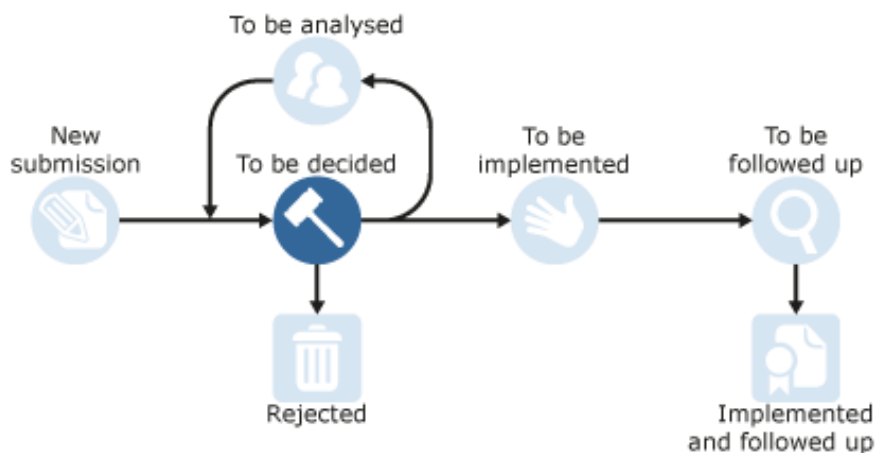 To be analysed
New
submission
To be decided
To be
implemented
To be
followed up
Rejected
Implemented
and followed up